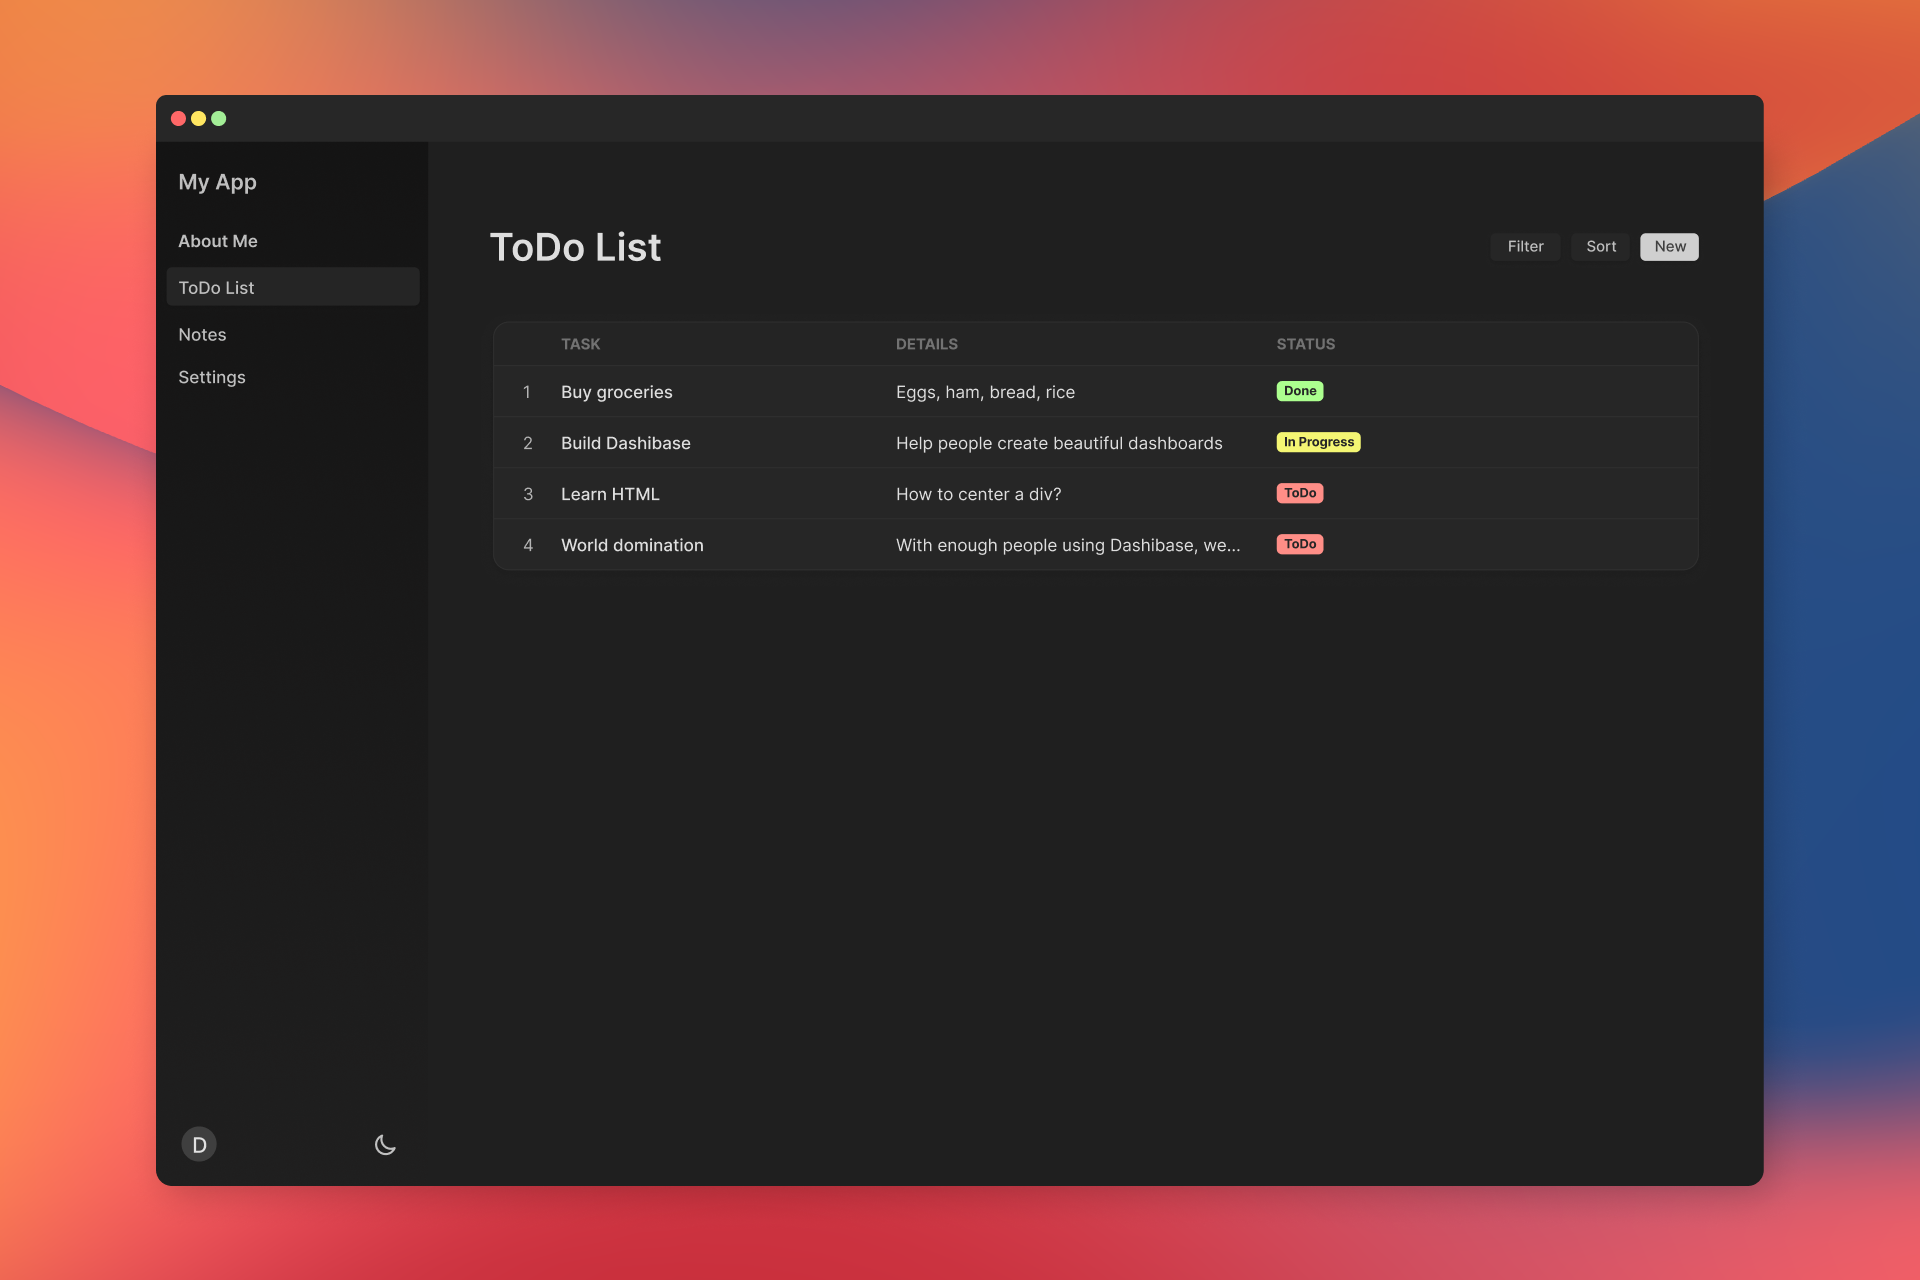 My App
About Me
ToDo List
Notes
Settings
D
ToDo List
Filter Sort New
TASK DETAILS STATUS
1 Buy groceries Eggs, ham, bread, rice Done
2 Build Dashibase Help people create beautiful dashboards In Progress
3 Learn HTML How to center a div? ToDo
4 World domination With enough people using Dashibase, we... ToDo